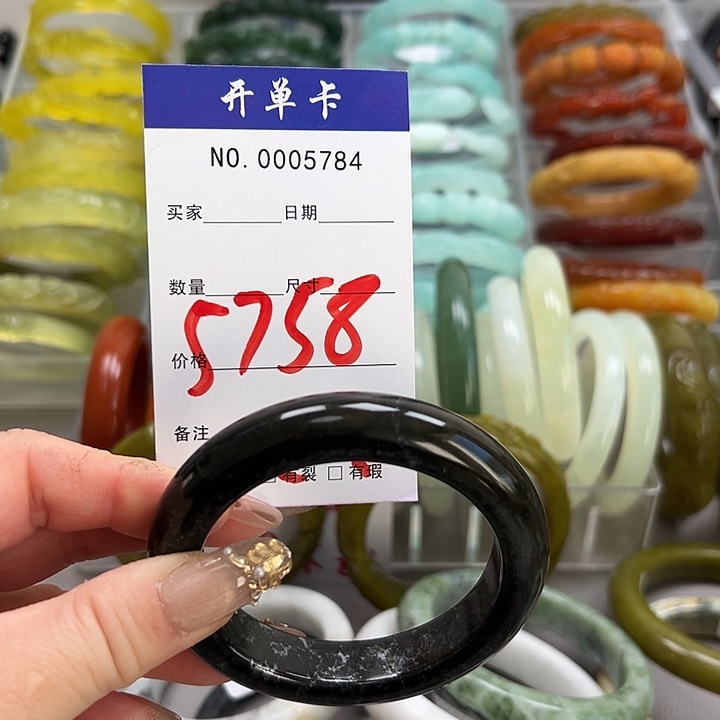 开单卡
NO. 0005784
买家 日期
数量 尺寸
5758
价格
备注
有裂 □ 有瑕